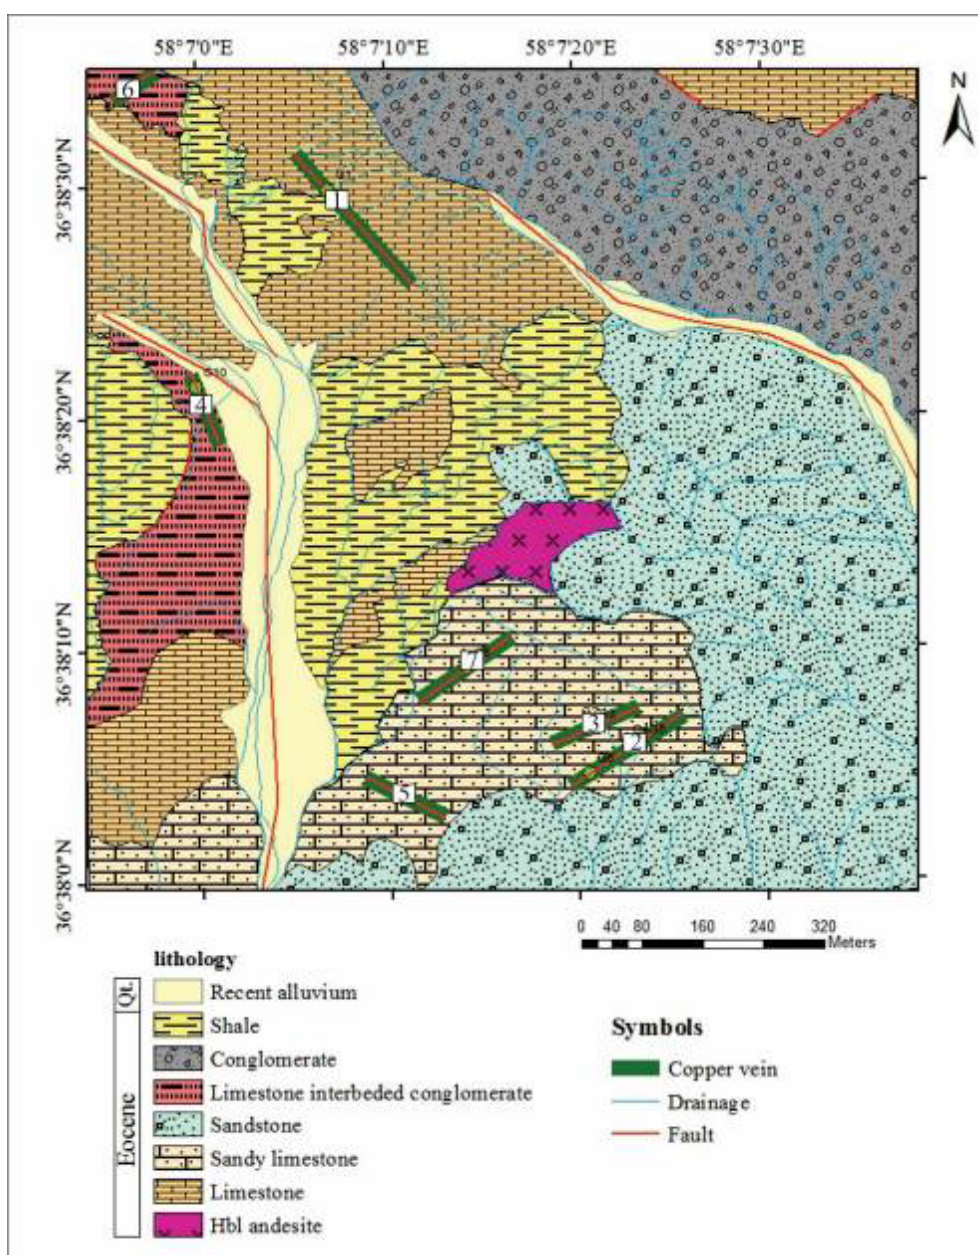 58°7'0"E 58°7'10"E 58°7'20"E 58°7'30"E
N
36°38'30"N
36°38'20"N
36°38'10"N
36°38'0"N
6
1
4
7
3
2
5
0 40 80 160 240 320
Meters
lithology
Qt.
Recent alluvium
Eocene
Shale
Conglomerate
Limestone interbeded conglomerate
Sandstone
Sandy limestone
Limestone
Hbl andesite
Symbols
Copper vein
Drainage
Fault